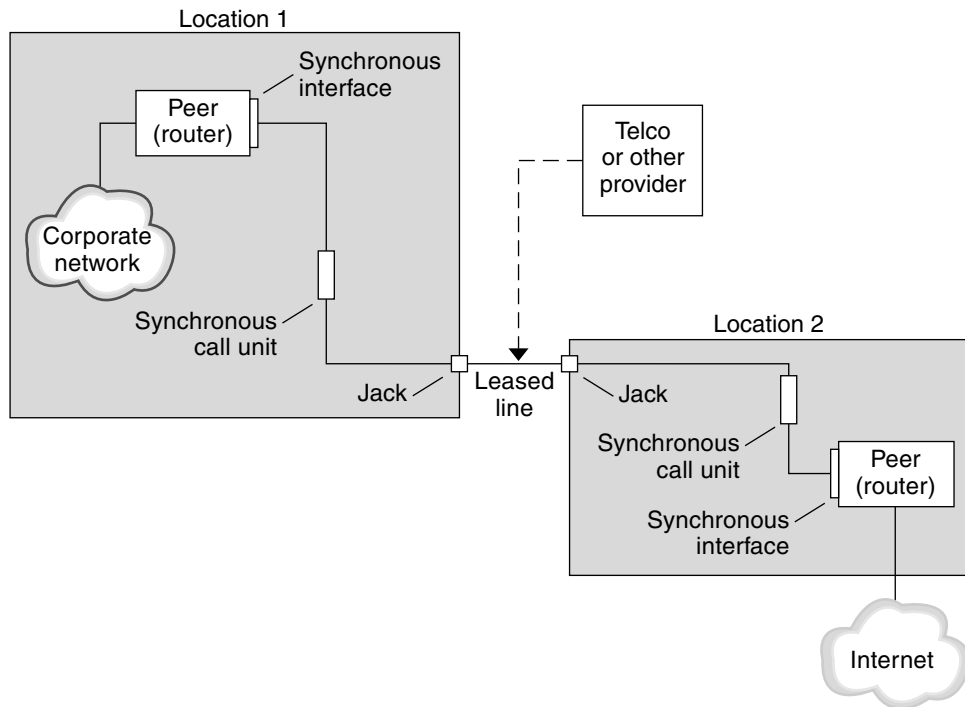 Location 1
Synchronous
interface
Peer
(router)
Telco
or other
provider
Corporate
network
Synchronous
call unit
Jack
Leased
line
Location 2
Jack
Synchronous
call unit
Peer
(router)
Synchronous
interface
Internet